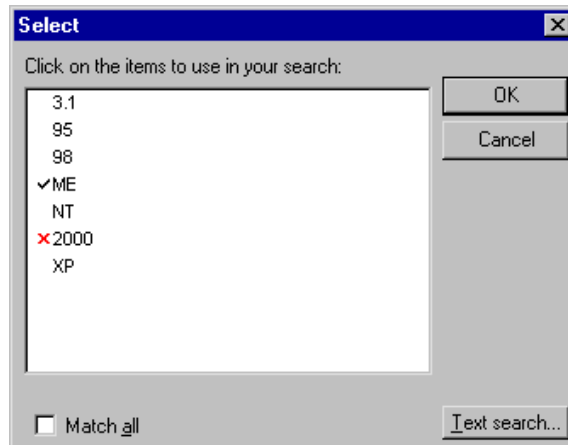 Select
Click on the items to use in your search:
3.1
95
98
ME
NT
2000
XP
OK
Cancel
Match all
Text search...